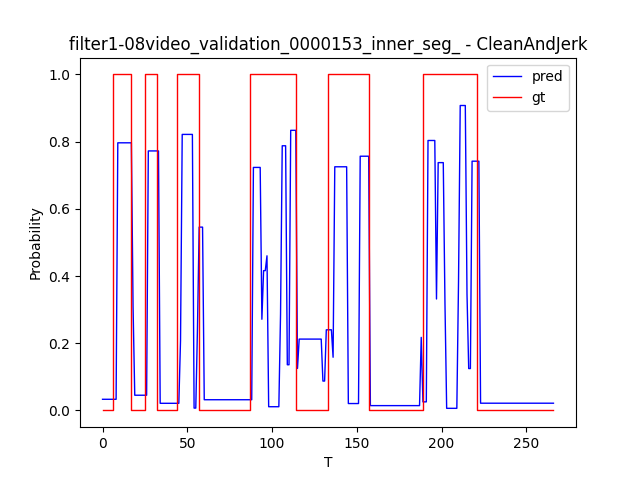 filter1-08video_validation_0000153_inner_seg_ - CleanAndJerk
pred
gt
1.0
0.8
0.6
0.4
0.2
0.0
Probability
0
50
100
150
200
250
T